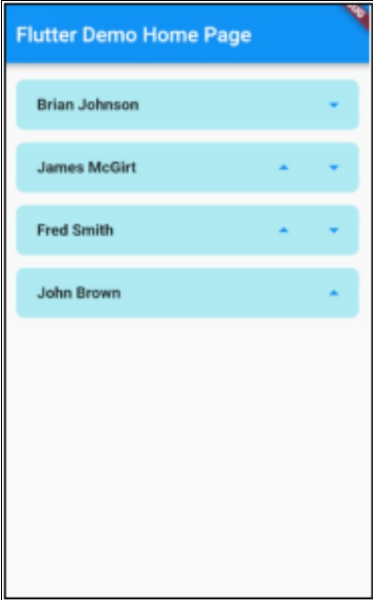 Flutter Demo Home Page
Brian Johnson
James McGirt
Fred Smith
John Brown